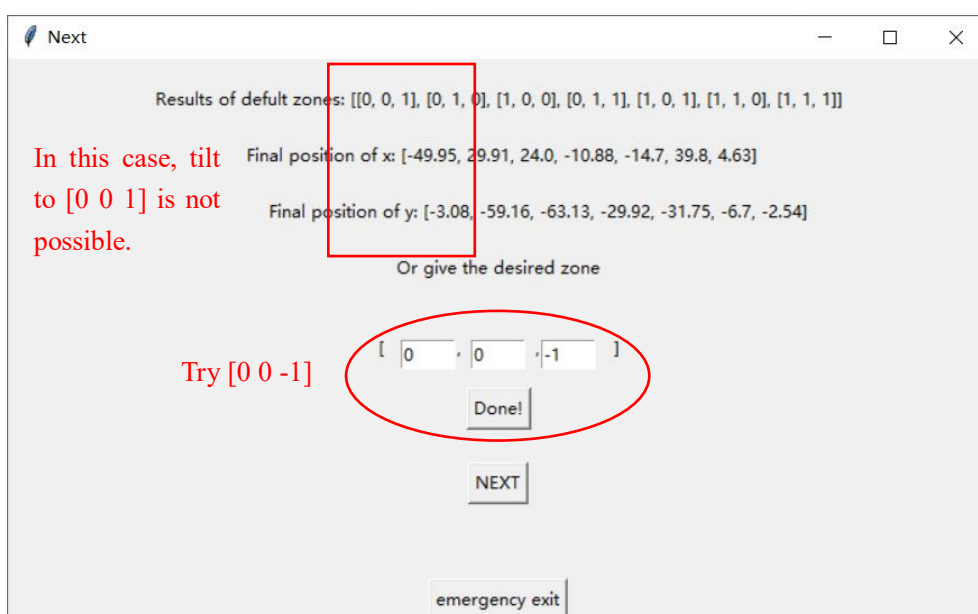 Next
Results of defult zones: [[0, 0, 1], [0, 1, 0], [1, 0, 0], [0, 1, 1], [1, 0, 1], [1, 1, 0], [1, 1, 1]]
In this case, tilt
to [0 0 1] is not
possible.
Final position of x: [-49.95, 29.91, 24.0, -10.88, -14.7, 39.8, 4.63]
Final position of y: [-3.08, -59.16, -63.13, -29.92, -31.75, -6.7, -2.54]
Or give the desired zone
[ 0 , 0 , -1 ]
Try [0 0 -1]
Done!
NEXT
emergency exit